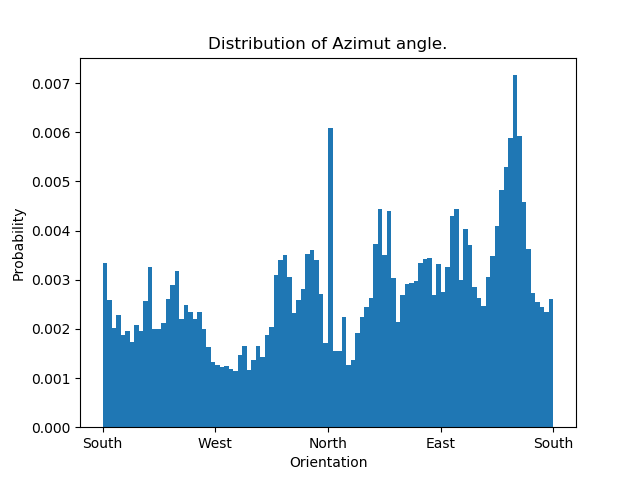 Distribution of Azimut angle.
0.007
0.006
0.005
0.004
0.003
0.002
0.001
0.000
Probability
South West North East South
Orientation